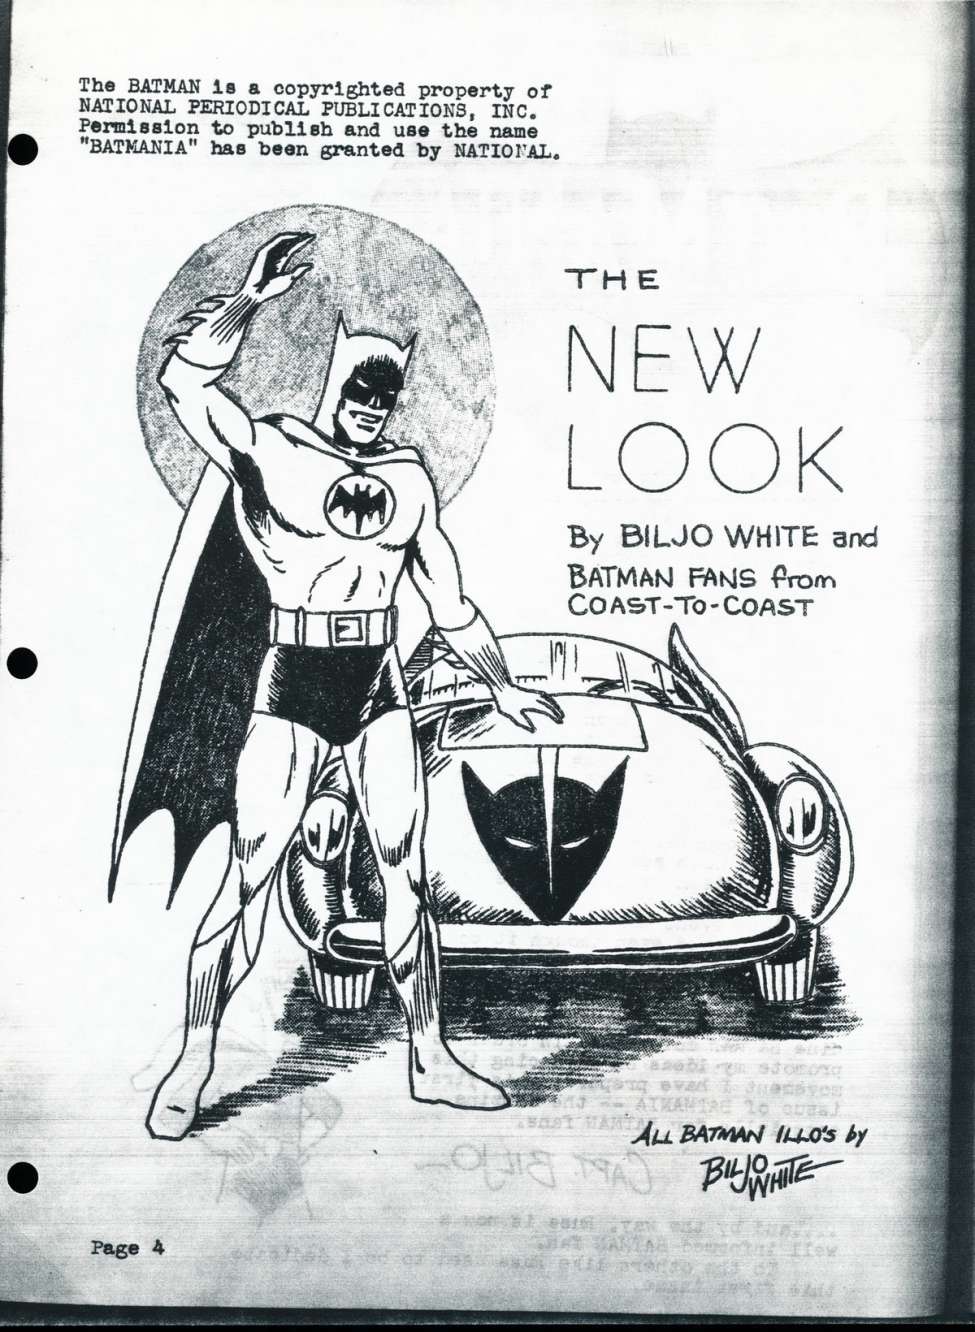 The BATMAN is a copyrighted property of
NATIONAL PERIODICAL PUBLICATIONS, INC.
Permission to publish and use the name
"BATMANIA" has been granted by NATIONAL.
THE
NEW
LOOK
By BILJO WHITE and
BATMAN FANS from
COAST-TO-COAST
ALL BATMAN ILLO'S by
BILJO
WHITE
Page 4